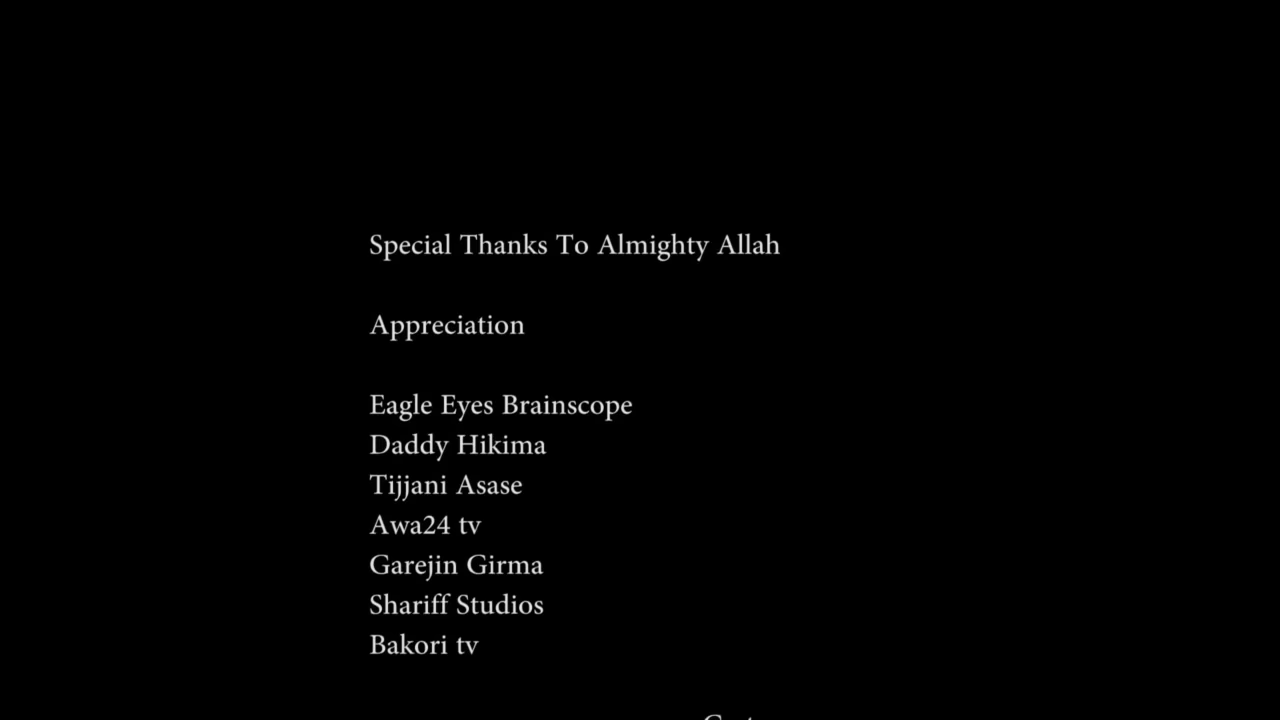 Special Thanks To Almighty Allah
Appreciation
Eagle Eyes Brainscope
Daddy Hikima
Tijjani Asase
Awa24 tv
Garejin Girma
Shariff Studios
Bakori tv